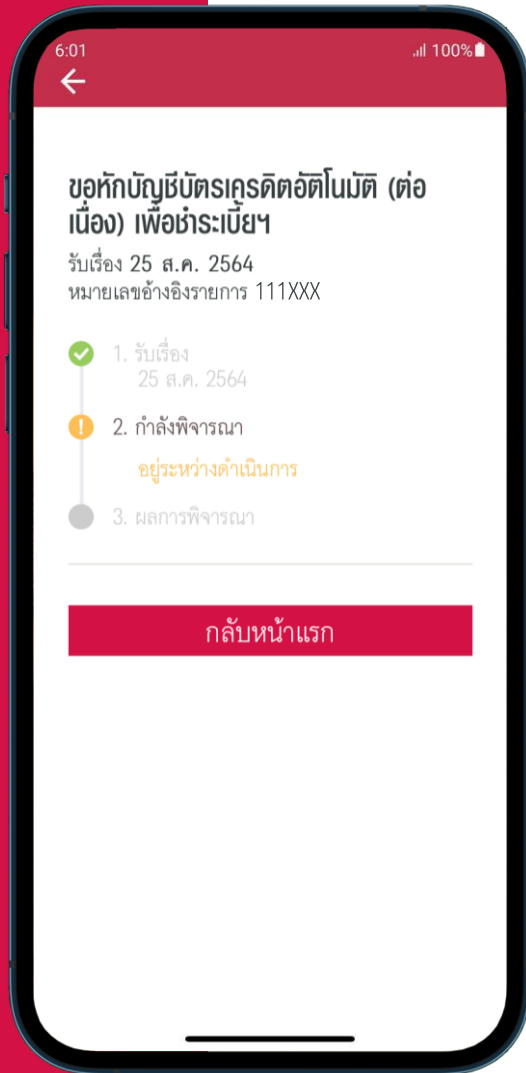 6:01
100%
ขอหักบัญชีบัตรเครดิตอัติโนมัติ (ต่อ
เนื่อง) เพื่อชำระเบี้ยฯ
รับเรื่อง 25 ส.ค. 2564
หมายเลขอ้างอิงรายการ 111XXX
1. รับเรื่อง
25 ส.ค. 2564
2. กำลังพิจารณา
อยู่ระหว่างดำเนินการ
3. ผลการพิจารณา
กลับหน้าแรก